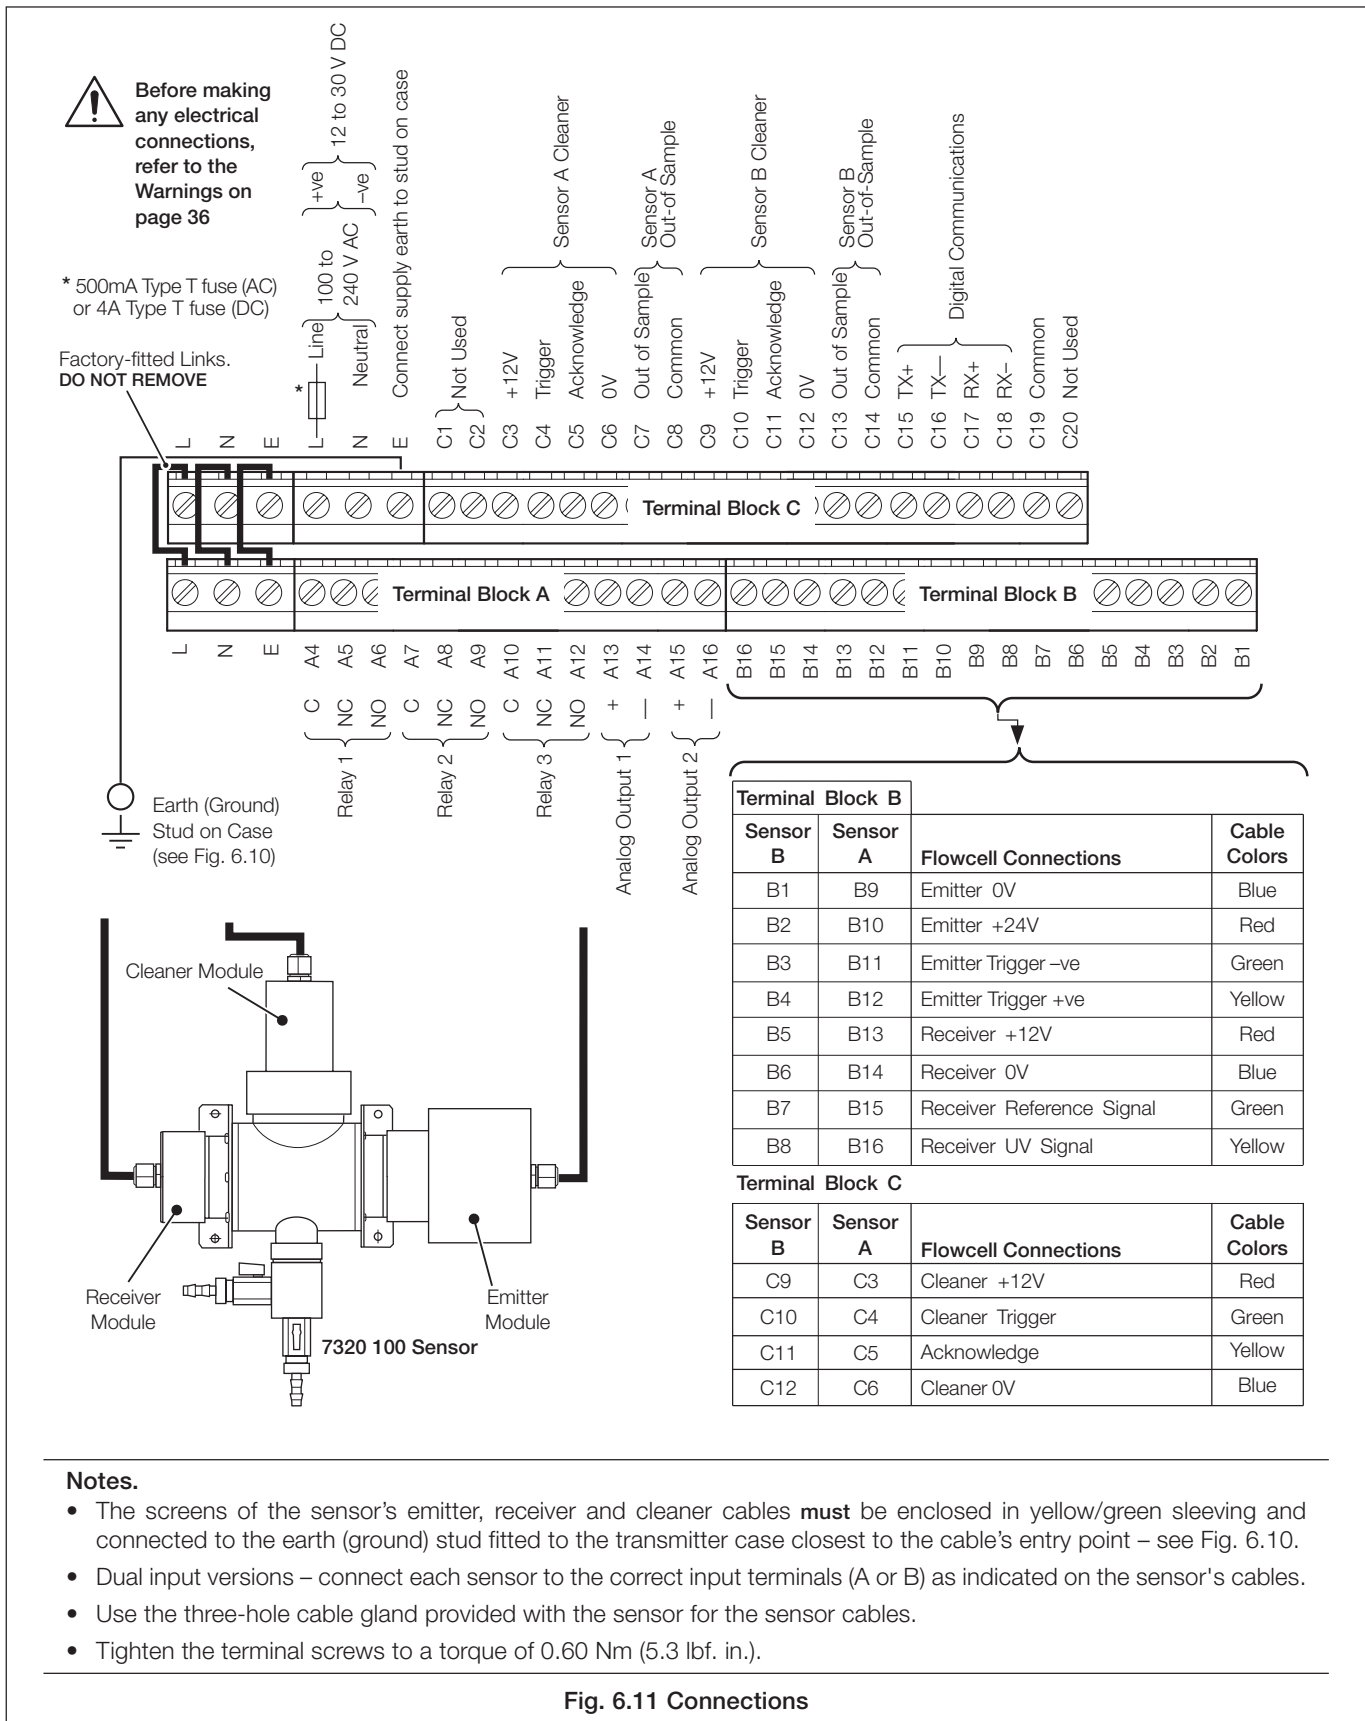 Before making
any electrical
connections,
refer to the
Warnings on
page 36
* 500mA Type T fuse (AC)
or 4A Type T fuse (DC)
Factory-fitted Links.
DO NOT REMOVE
12 to 30 V DC
+ve
–ve
100 to
240 V AC
* Line
Neutral
Connect supply earth to stud on case
Not Used
Sensor A Cleaner
+12V
Trigger
Acknowledge
0V
Sensor A
Out-of Sample
Out of Sample
Common
Sensor B Cleaner
+12V
Trigger
Acknowledge
0V
Sensor B
Out-of-Sample
Out of Sample
Common
Digital Communications
TX+
TX—
RX+
RX–
Common
Not Used
L N E L N E C1 C2 C3 C4 C5 C6 C7 C8 C9 C10 C11 C12 C13 C14 C15 C16 C17 C18 C19 C20
Terminal Block C
Terminal Block A
Terminal Block B
L N E A4 A5 A6 A7 A8 A9 A10 A11 A12 A13 A14 A15 A16 B16 B15 B14 B13 B12 B11 B10 B9 B8 B7 B6 B5 B4 B3 B2 B1
C NC NO C NC NO C NC NO + — + —
Relay 1
Relay 2
Relay 3
Analog Output 1
Analog Output 2
Earth (Ground)
Stud on Case
(see Fig. 6.10)
Cleaner Module
Receiver
Module
Emitter
Module
7320 100 Sensor
Terminal Block B
Sensor B Sensor A Flowcell Connections Cable Colors
B1 B9 Emitter 0V Blue
B2 B10 Emitter +24V Red
B3 B11 Emitter Trigger –ve Green
B4 B12 Emitter Trigger +ve Yellow
B5 B13 Receiver +12V Red
B6 B14 Receiver 0V Blue
B7 B15 Receiver Reference Signal Green
B8 B16 Receiver UV Signal Yellow
Terminal Block C
Sensor B Sensor A Flowcell Connections Cable Colors
C9 C3 Cleaner +12V Red
C10 C4 Cleaner Trigger Green
C11 C5 Acknowledge Yellow
C12 C6 Cleaner 0V Blue
Notes.
• The screens of the sensor's emitter, receiver and cleaner cables must be enclosed in yellow/green sleeving and
connected to the earth (ground) stud fitted to the transmitter case closest to the cable's entry point – see Fig. 6.10.
• Dual input versions – connect each sensor to the correct input terminals (A or B) as indicated on the sensor's cables.
• Use the three-hole cable gland provided with the sensor for the sensor cables.
• Tighten the terminal screws to a torque of 0.60 Nm (5.3 lbf. in.).
Fig. 6.11 Connections